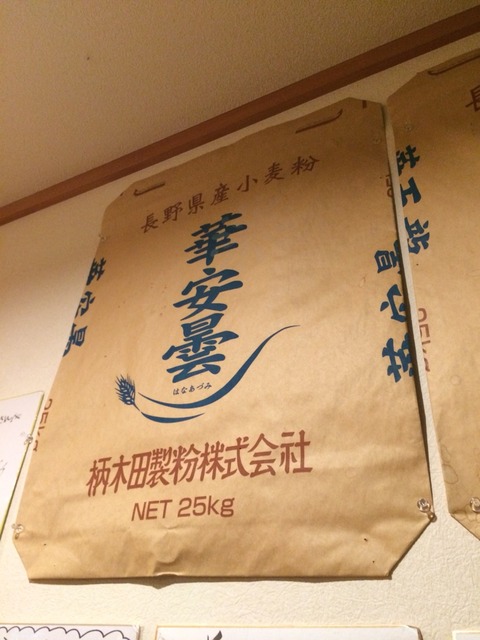 長野県産小麦粉
華安曇
はなあづみ
柄木田製粉株式会社
NET 25kg